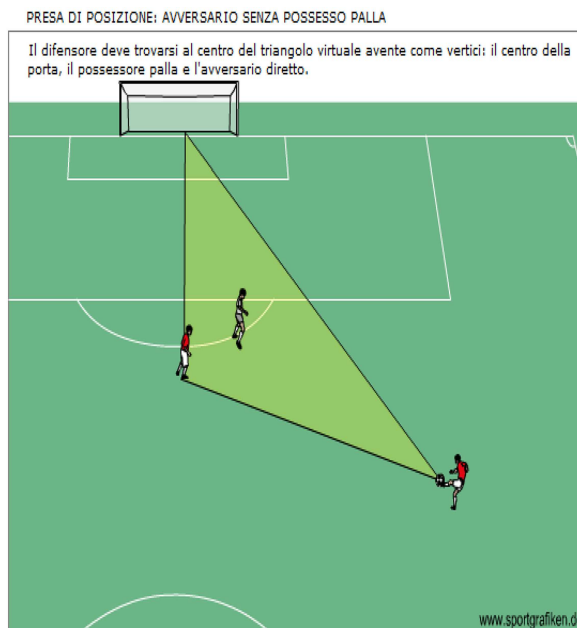 PRESA DI POSIZIONE: AVVERSARIO SENZA POSSESSO PALLA
Il difensore deve trovarsi al centro del triangolo virtuale avente come vertici: il centro della
porta, il possessore palla e l'avversario diretto.
www.sportgrafiken.d